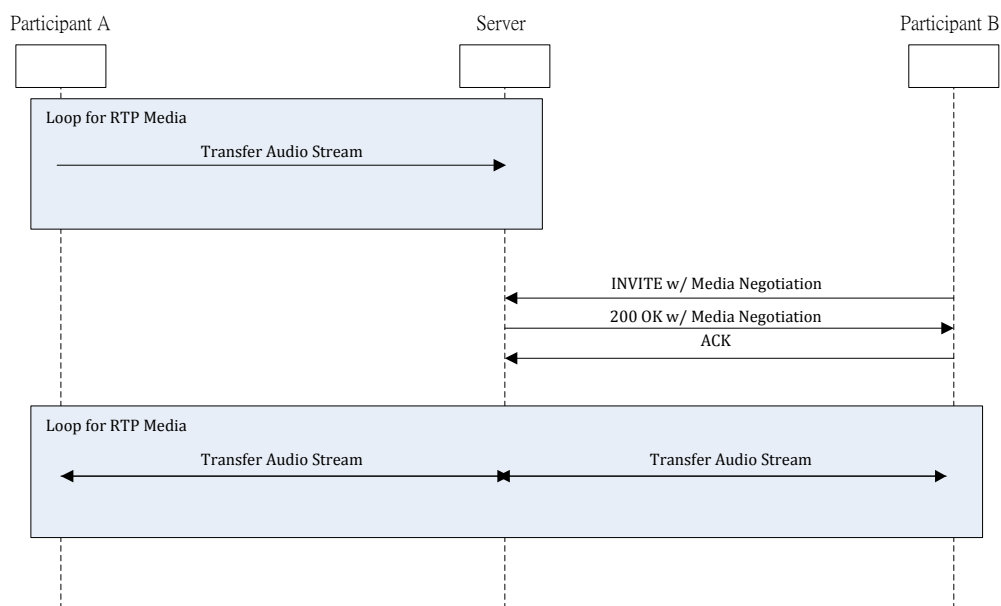 Participant A
Server
Participant B
Loop for RTP Media
Transfer Audio Stream
INVITE w/ Media Negotiation
200 OK w/ Media Negotiation
ACK
Loop for RTP Media
Transfer Audio Stream
Transfer Audio Stream